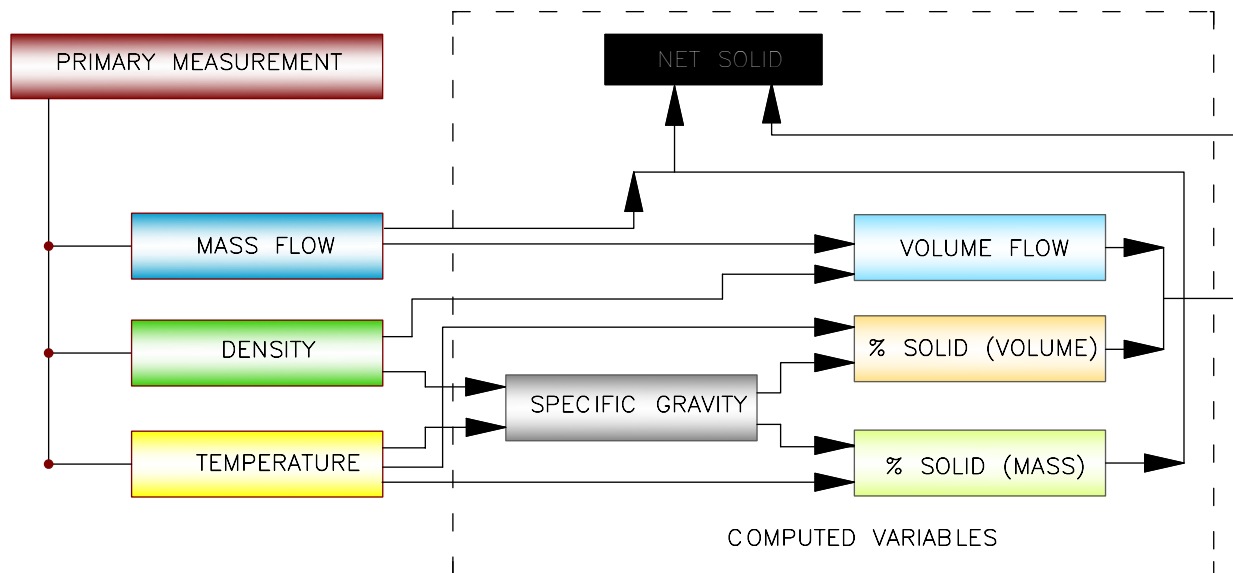 PRIMARY MEASUREMENT
NET SOLID
MASS FLOW
VOLUME FLOW
DENSITY
% SOLID (VOLUME)
SPECIFIC GRAVITY
TEMPERATURE
% SOLID (MASS)
COMPUTED VARIABLES